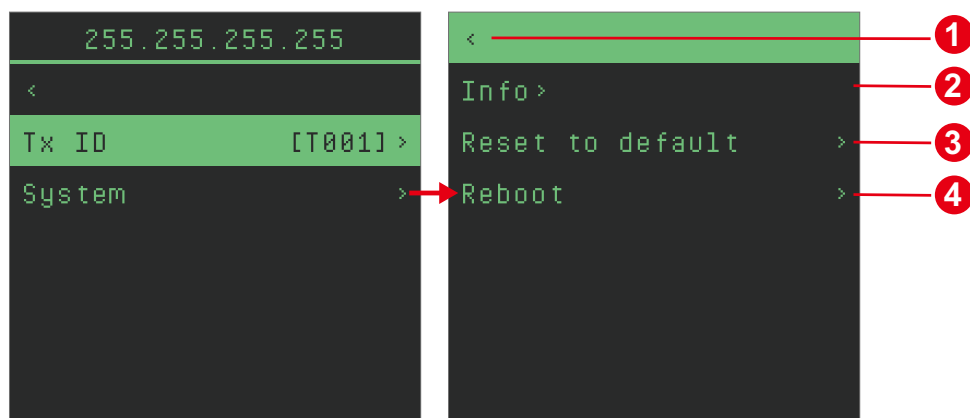 255.255.255.255
<
Tx ID [T001] >
System >
<
Info>
Reset to default >
Reboot >
1
2
3
4